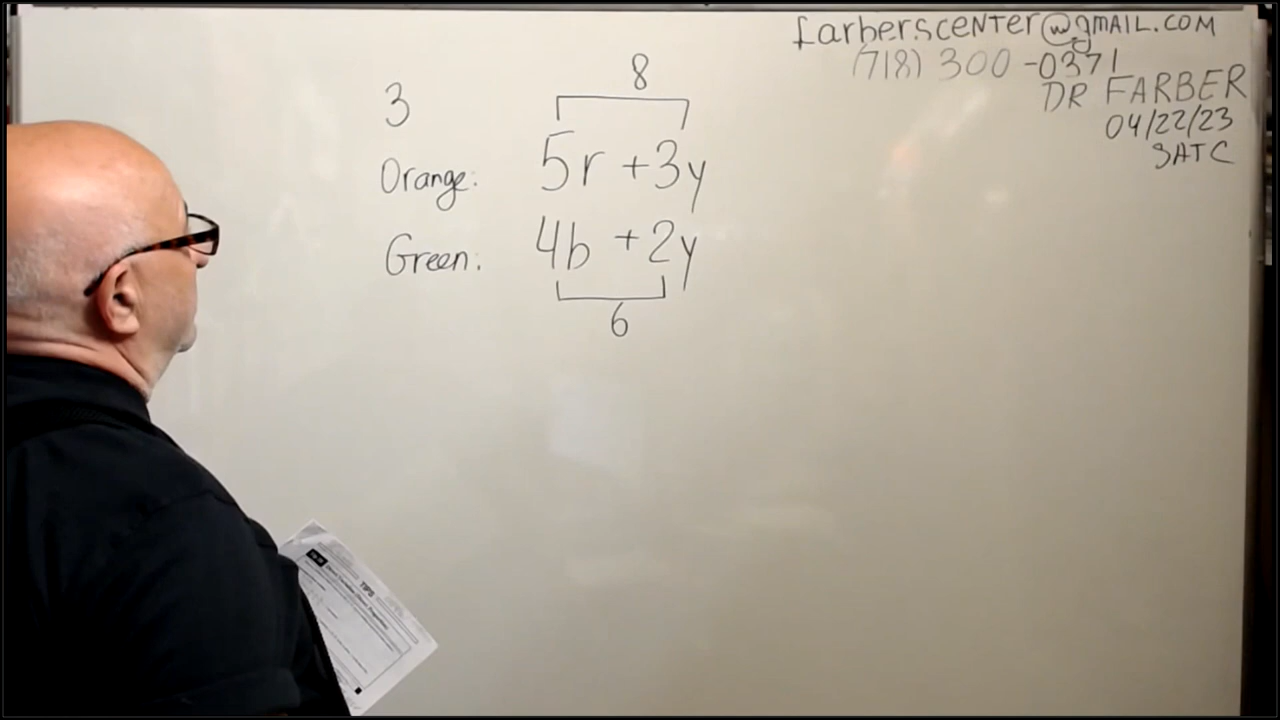 farberscenter@gmail.com
(718) 300-0371
DR FARBER
04/22/23
SATC
8
3
Orange: 5r + 3y
Green: 4b + 2y
6
TIPS